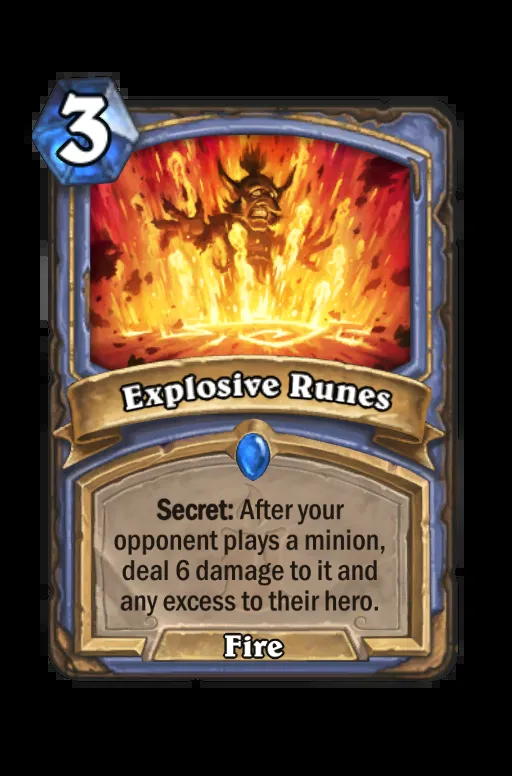 3
Explosive Runes
Secret: After your
opponent plays a minion,
deal 6 damage to it and
any excess to their hero.
Fire